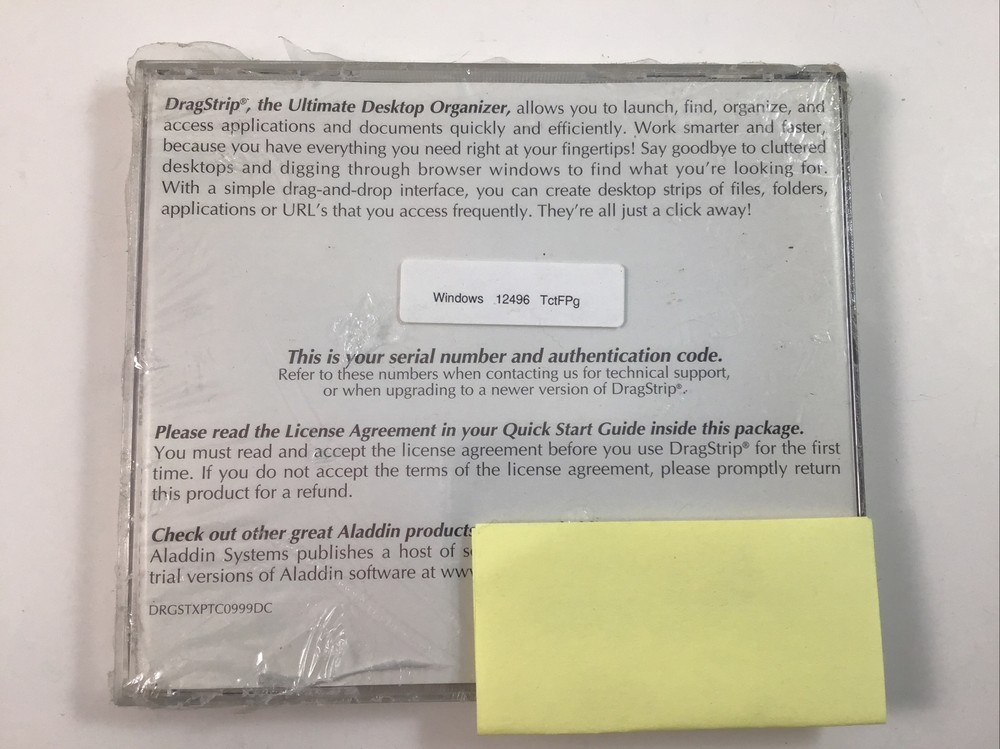 DragStrip®, the Ultimate Desktop Organizer, allows you to launch, find, organize, and
access applications and documents quickly and efficiently. Work smarter and faster,
because you have everything you need right at your fingertips! Say goodbye to cluttered
desktops and digging through browser windows to find what you're looking for.
With a simple drag-and-drop interface, you can create desktop strips of files, folders,
applications or URL's that you access frequently. They're all just a click away!
Windows 12496 TctFPg
This is your serial number and authentication code.
Refer to these numbers when contacting us for technical support,
or when upgrading to a newer version of DragStrip®.
Please read the License Agreement in your Quick Start Guide inside this package.
You must read and accept the license agreement before you use DragStrip® for the first
time. If you do not accept the terms of the license agreement, please promptly return
this product for a refund.
Check out other great Aladdin products
Aladdin Systems publishes a host of
trial versions of Aladdin software at
DRGSTXPTC0999DC